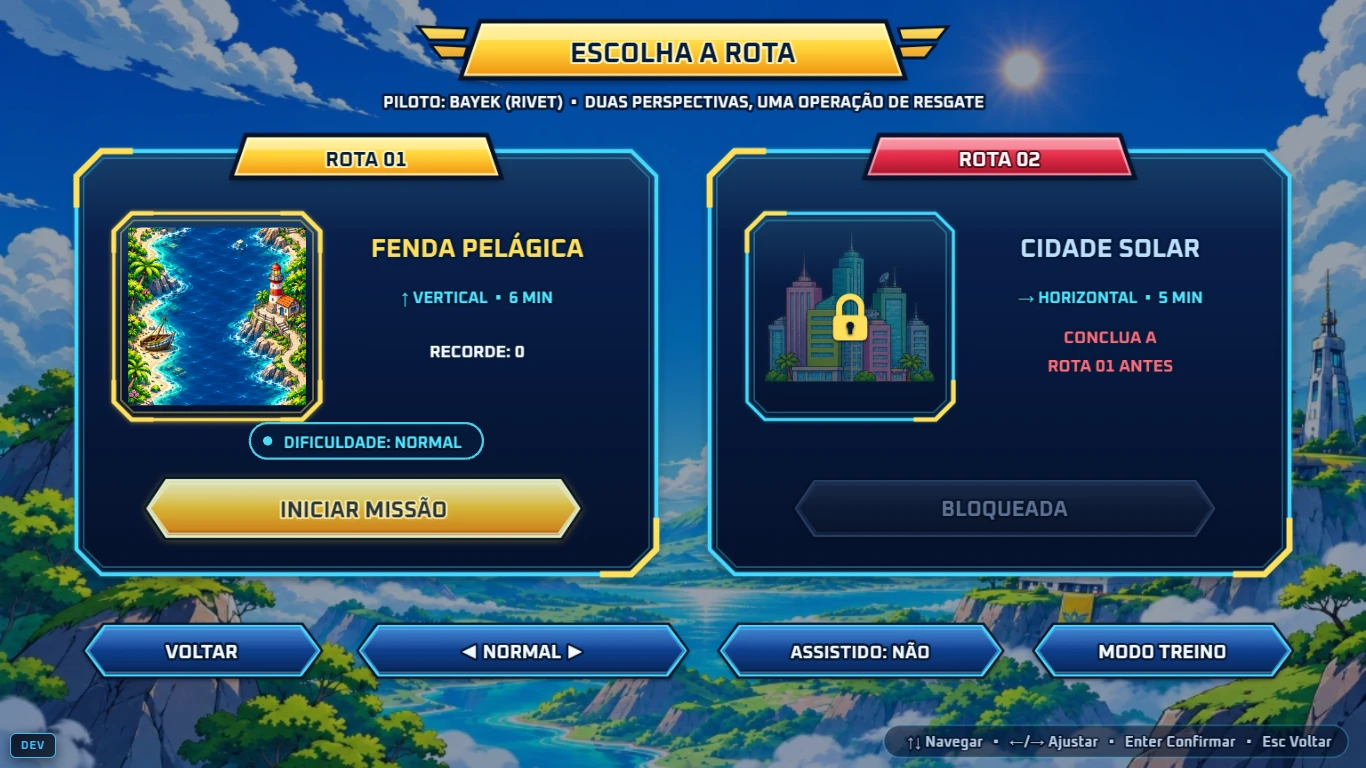 ESCOLHA A ROTA
PILOTO: BAYEK (RIVET) • DUAS PERSPECTIVAS, UMA OPERAÇÃO DE RESGATE
ROTA 01
FENDA PELÁGICA
↑ VERTICAL • 6 MIN
RECORDE: 0
DIFICULDADE: NORMAL
INICIAR MISSÃO
ROTA 02
CIDADE SOLAR
→ HORIZONTAL • 5 MIN
CONCLUA A
ROTA 01 ANTES
BLOQUEADA
VOLTAR
◀ NORMAL ▶
ASSISTIDO: NÃO
MODO TREINO
DEV
↑↓ Navegar • ←/→ Ajustar • Enter Confirmar • Esc Voltar